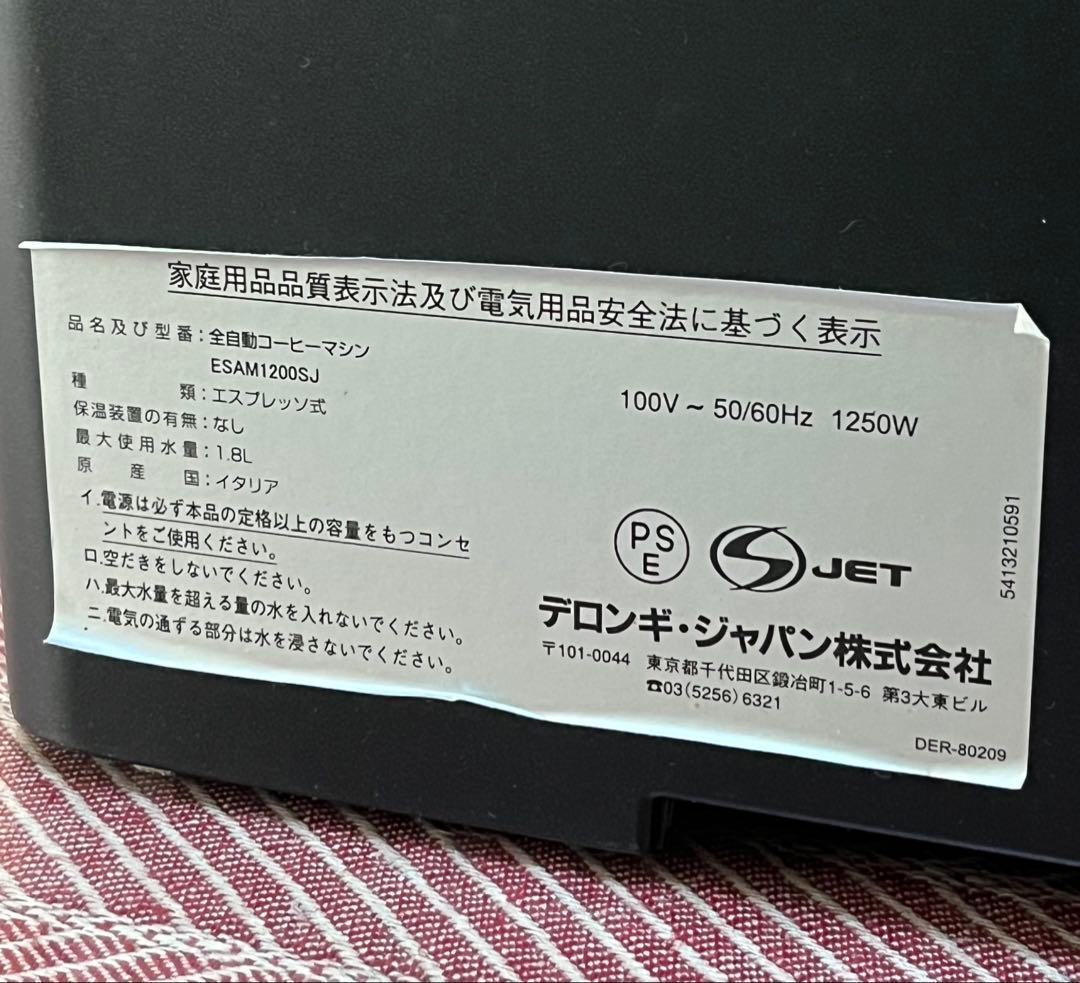 家庭用品品質表示法及び電気用品安全法に基づく表示
品名及び型番：全自動コーヒーマシン
ESAM1200SJ
種類：エスプレッソ式
保温装置の有無：なし
最大使用水量：1.8L
原産国：イタリア
イ.電源は必ず本品の定格以上の容量をもつコンセ
ントをご使用ください。
ロ.空だきをしないでください。
ハ.最大水量を超える量の水を入れないでください。
ニ.電気の通ずる部分は水を浸さないでください。
100V～50/60Hz 1250W
PS
E
JET
デロンギ・ジャパン株式会社
〒101-0044 東京都千代田区鍛冶町1-5-6 第3大東ビル
☎03(5256)6321
DER-80209
5413210591